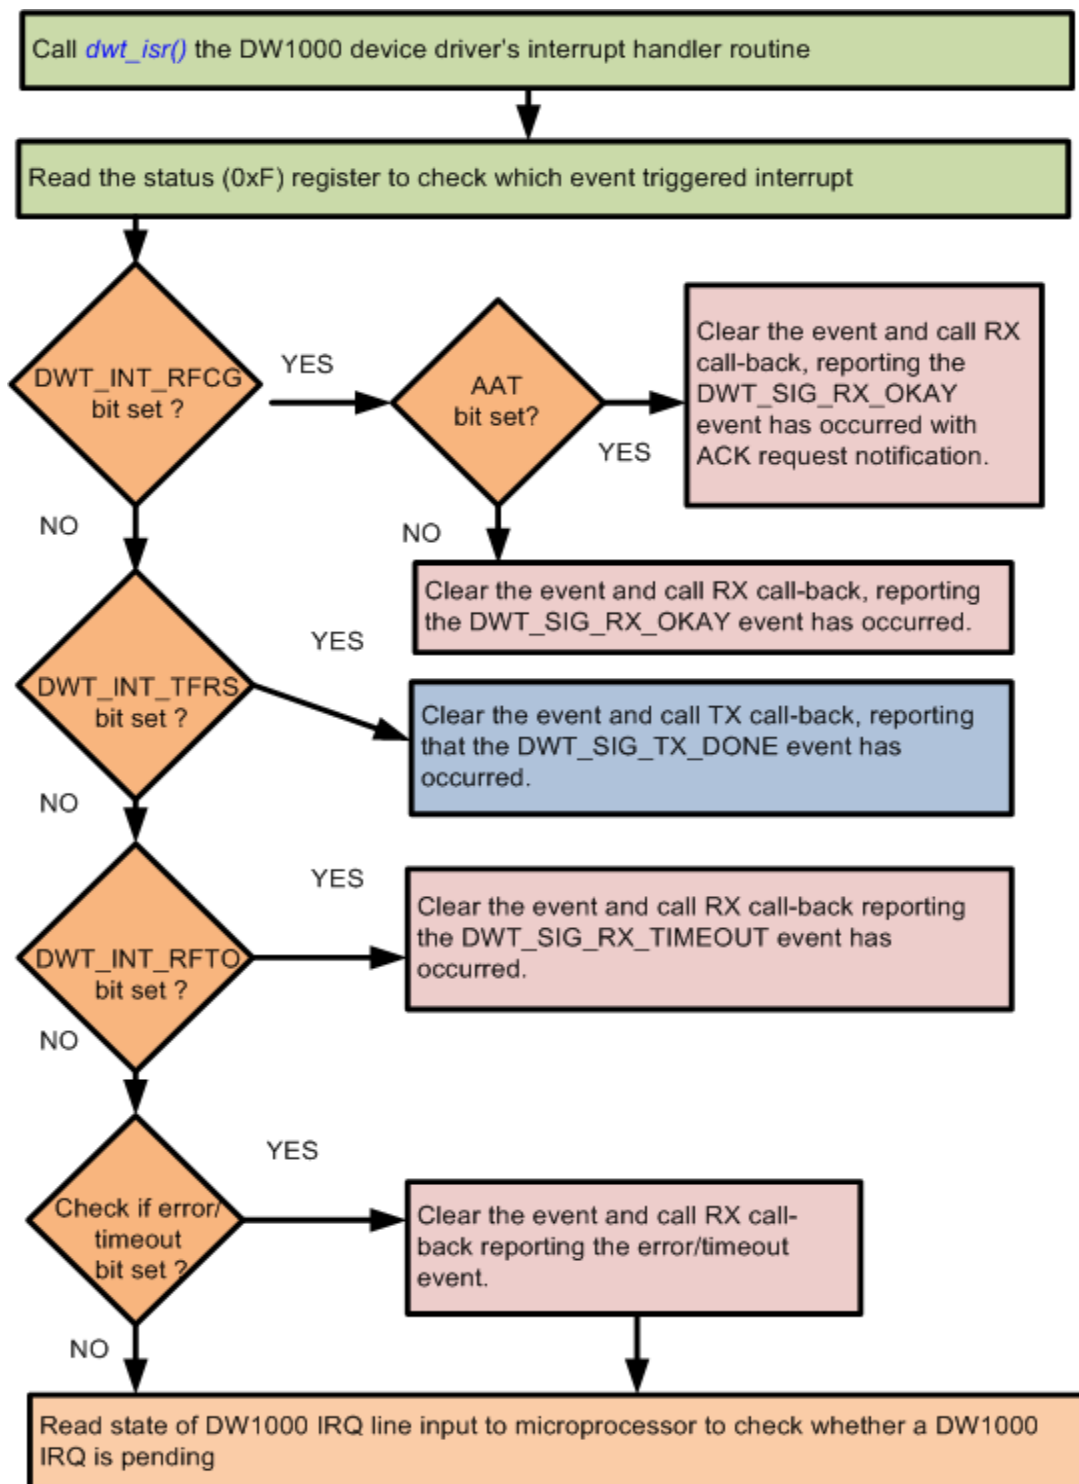 Call dwt_isr() the DW1000 device driver's interrupt handler routine
Read the status (0xF) register to check which event triggered interrupt
DWT_INT_RFCG
bit set ?
YES
AAT
bit set?
YES
Clear the event and call RX
call-back, reporting the
DWT_SIG_RX_OKAY
event has occurred with
ACK request notification.
NO
NO
Clear the event and call RX call-back, reporting
the DWT_SIG_RX_OKAY event has occurred.
DWT_INT_TFRS
bit set ?
YES
Clear the event and call TX call-back, reporting
that the DWT_SIG_TX_DONE event has
occurred.
NO
DWT_INT_RFTO
bit set ?
YES
Clear the event and call RX call-back reporting
the DWT_SIG_RX_TIMEOUT event has
occurred.
NO
Check if error/
timeout
bit set ?
YES
Clear the event and call RX call-
back reporting the error/timeout
event.
NO
Read state of DW1000 IRQ line input to microprocessor to check whether a DW1000
IRQ is pending